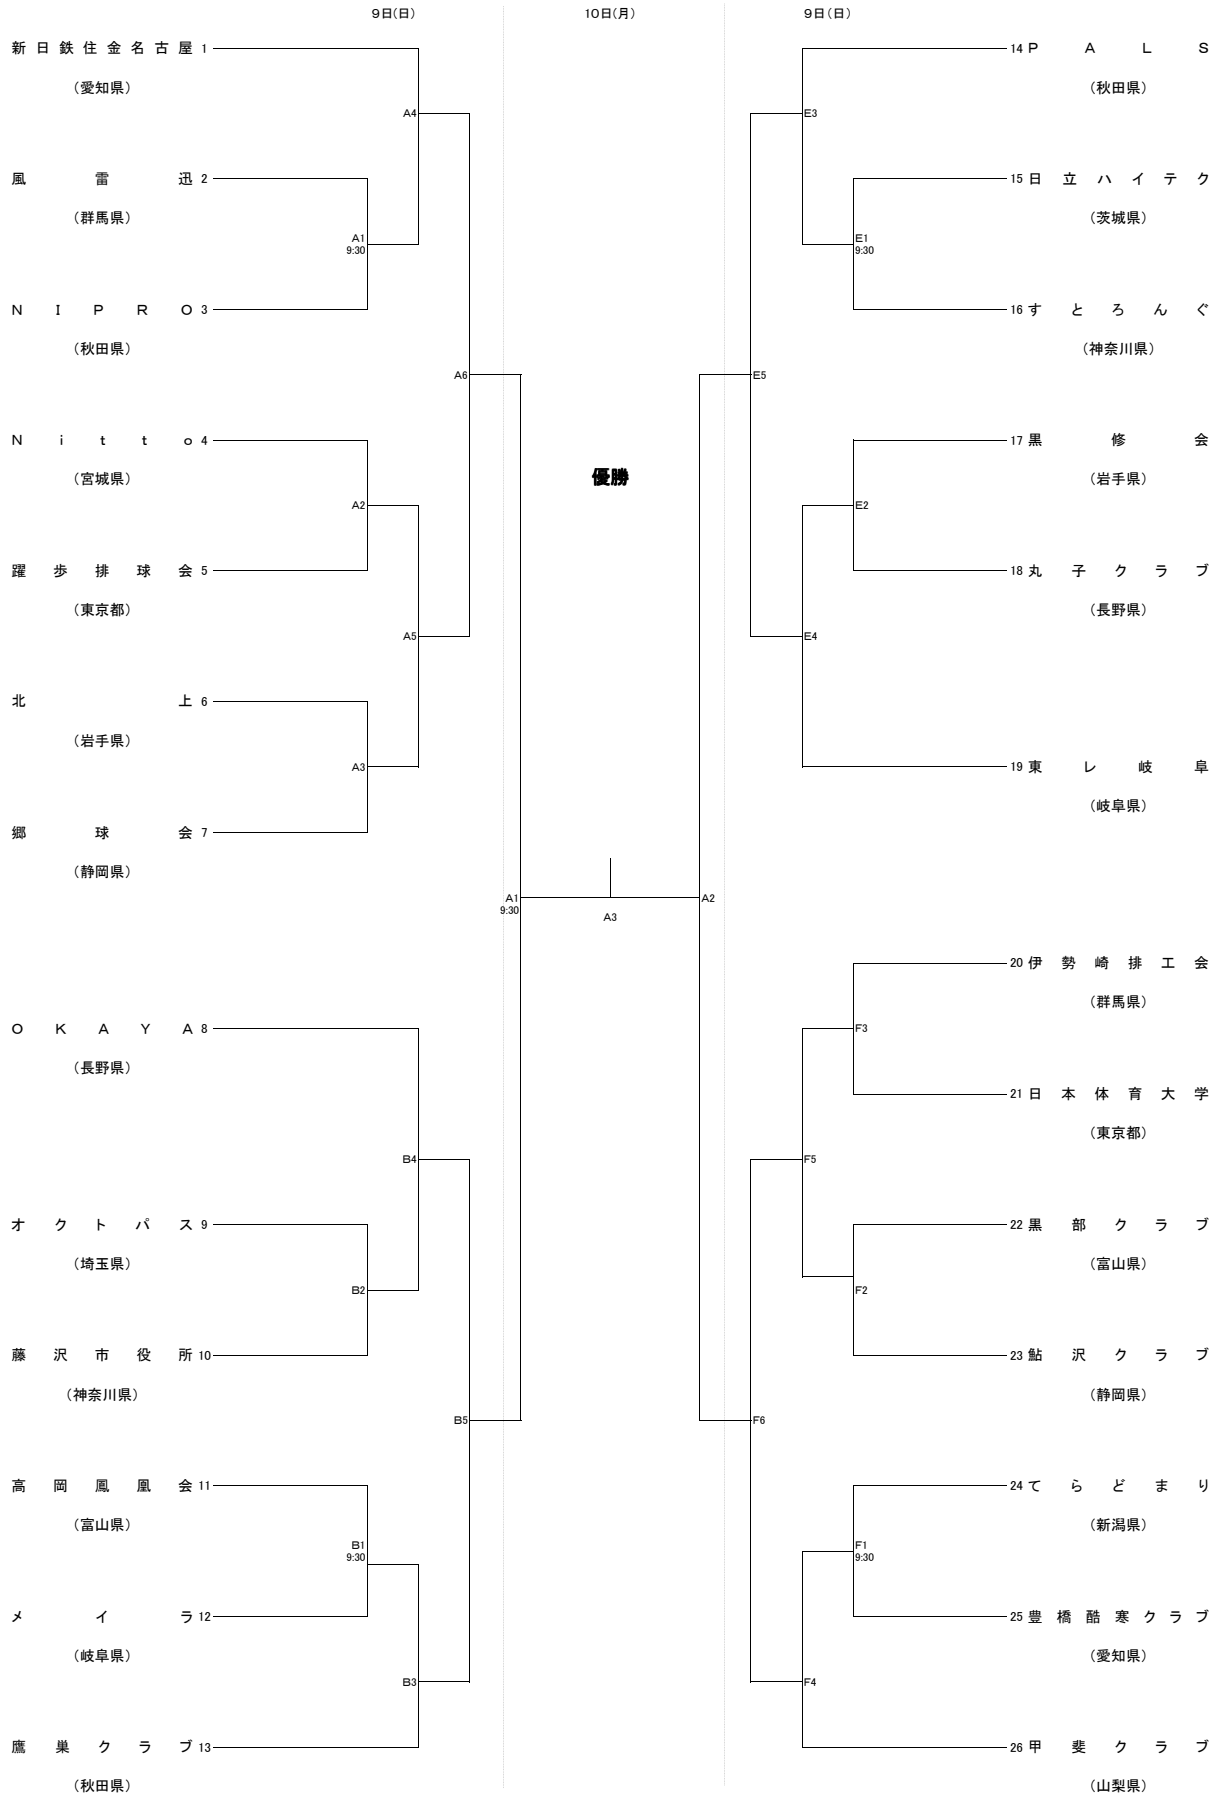 9日(日)
10日(月)
9日(日)
新日鉄住金名古屋 1
(愛知県)
A4
風雷迅 2
(群馬県)
A1
9:30
NIPRO 3
(秋田県)
A6
Nitto 4
(宮城県)
A2
躍歩排球会 5
(東京都)
A5
北上 6
(岩手県)
A3
郷球会 7
(静岡県)
OKAYA 8
(長野県)
B4
オクトパス 9
(埼玉県)
B2
藤沢市役所 10
(神奈川県)
B5
高岡鳳凰会 11
(富山県)
B1
9:30
メイラ 12
(岐阜県)
B3
鷹巣クラブ 13
(秋田県)
優勝
A1
9:30
A3
A2
14 PALS
(秋田県)
E3
15 日立ハイテク
(茨城県)
E1
9:30
16 すとろんぐ
(神奈川県)
E5
17 黒修会
(岩手県)
E2
18 丸子クラブ
(長野県)
E4
19 東レ岐阜
(岐阜県)
20 伊勢崎排工会
(群馬県)
F3
21 日本体育大学
(東京都)
F5
22 黒部クラブ
(富山県)
F2
23 鮎沢クラブ
(静岡県)
F6
24 てらどまり
(新潟県)
F1
9:30
25 豊橋酷寒クラブ
(愛知県)
F4
26 甲斐クラブ
(山梨県)